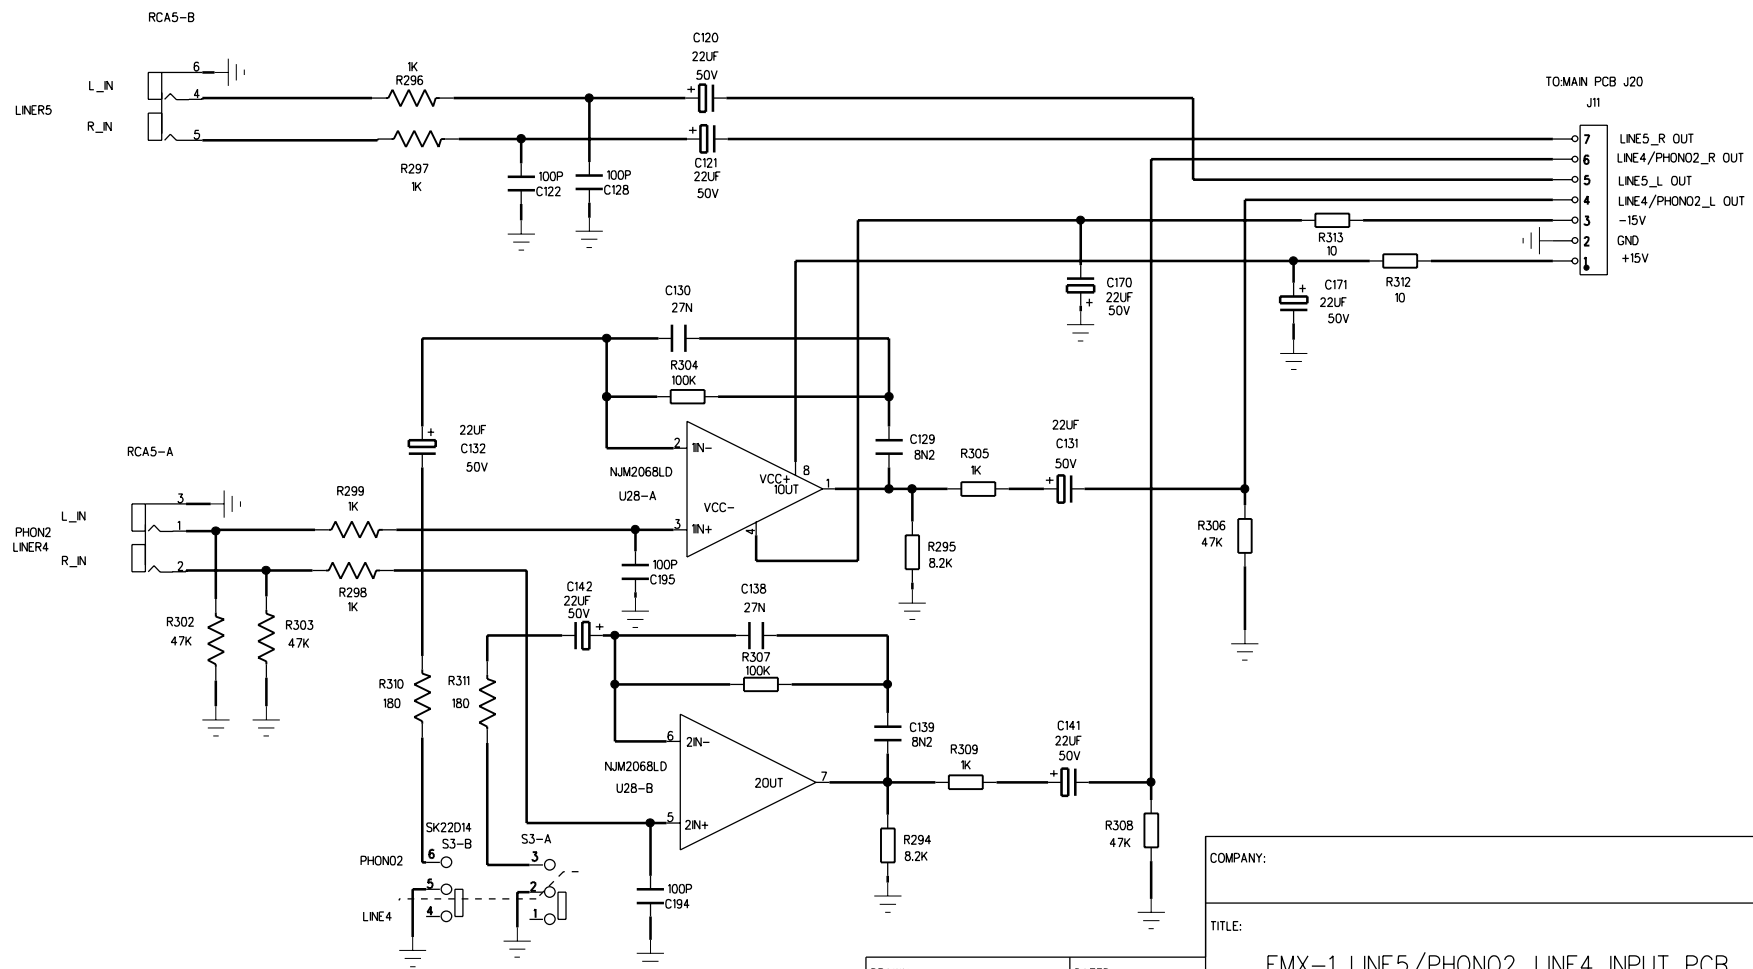 RCA5-B
L_IN
R_IN
LINER5
6
4
5
1K
R296
R297
1K
C120
22UF
50V
+
+
C121
22UF
50V
100P
C122
100P
C128
TO:MAIN PCB J20
J11
7 LINE5_R OUT
6 LINE4/PHONO2_R OUT
5 LINE5_L OUT
4 LINE4/PHONO2_L OUT
3 -15V
2 GND
1 +15V
R313
10
R312
10
C170
22UF
50V
+
C171
22UF
50V
+
C130
27N
R304
100K
+
22UF
C132
50V
2 1IN-
NJM2068LD
U28-A
VCC+
8
1OUT
1
VCC-
4
3 1IN+
C129
8N2
R305
1K
22UF
C131
50V
+
R306
47K
R295
8.2K
RCA5-A
L_IN
PHON2
LINER4
R_IN
3
1
2
R299
1K
R298
1K
100P
C195
R302
47K
R303
47K
C142
22UF
50V
+
C138
27N
R307
100K
R310
180
R311
180
6 2IN-
NJM2068LD
U28-B
2OUT
7
5 2IN+
C139
8N2
R309
1K
C141
22UF
50V
+
R308
47K
R294
8.2K
100P
C194
SK22D14
S3-B
S3-A
PHONO2
6
5
4
LINE4
3
2
1
COMPANY:
TITLE:
EMX-1 LINE5/PHONO2 LINE4 INPUT PCB